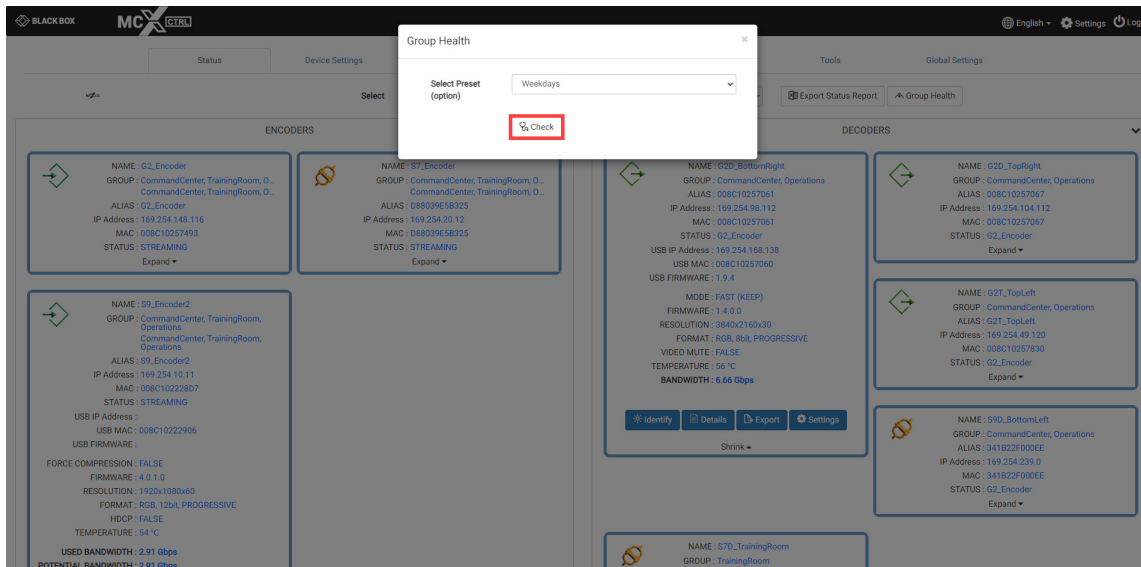 BLACK BOX
MCX CTRL
English
Settings
Log
Group Health
×
Status
Device Settings
Tools
Global Settings
Select Preset
(option)
Weekdays
Select
Export Status Report
Group Health
Check
ENCODERS
DECODERS
NAME : G2_Encoder
GROUP : CommandCenter, TrainingRoom, O...
CommandCenter, TrainingRoom, O...
ALIAS : G2_Encoder
IP Address : 169.254.148.116
MAC : 008C10257493
STATUS : STREAMING
Expand
NAME : S7_Encoder
GROUP : CommandCenter, TrainingRoom, O...
CommandCenter, TrainingRoom, O...
ALIAS : D88039E5B325
IP Address : 169.254.20.12
MAC : D88039E5B325
STATUS : STREAMING
Expand
NAME : S9_Encoder2
GROUP : CommandCenter, TrainingRoom,
Operations
CommandCenter, TrainingRoom,
Operations
ALIAS : S9_Encoder2
IP Address : 169.254.10.11
MAC : 008C102228D7
STATUS : STREAMING
USB IP Address :
USB MAC : 008C10222906
USB FIRMWARE :
FORCE COMPRESSION : FALSE
FIRMWARE : 4.0.1.0
RESOLUTION : 1920x1080x60
FORMAT : RGB, 12bit, PROGRESSIVE
HDCP : FALSE
TEMPERATURE : 54 °C
USED BANDWIDTH : 2.91 Gbps
POTENTIAL BANDWIDTH : 2.91 Gbps
NAME : G2D_BottomRight
GROUP : CommandCenter, Operations
ALIAS : 008C10257061
IP Address : 169.254.98.112
MAC : 008C10257061
STATUS : G2_Encoder
USB IP Address : 169.254.168.138
USB MAC : 008C10257060
USB FIRMWARE : 1.9.4
MODE : FAST (KEEP)
FIRMWARE : 1.4.0.0
RESOLUTION : 3840x2160x30
FORMAT : RGB, 8bit, PROGRESSIVE
VIDEO MUTE : FALSE
TEMPERATURE : 56 °C
BANDWIDTH : 6.66 Gbps
Identify
Details
Export
Settings
Shrink
NAME : G2D_TopRight
GROUP : CommandCenter, Operations
ALIAS : 008C10257067
IP Address : 169.254.104.112
MAC : 008C10257067
STATUS : G2_Encoder
Expand
NAME : G2T_TopLeft
GROUP : CommandCenter, Operations
ALIAS : G2T_TopLeft
IP Address : 169.254.49.120
MAC : 008C10257830
STATUS : G2_Encoder
Expand
NAME : S9D_BottomLeft
GROUP : CommandCenter, Operations
ALIAS : 341B22F000EE
IP Address : 169.254.239.0
MAC : 341B22F000EE
STATUS : G2_Encoder
Expand
NAME : S7D_TrainingRoom
GROUP : TrainingRoom